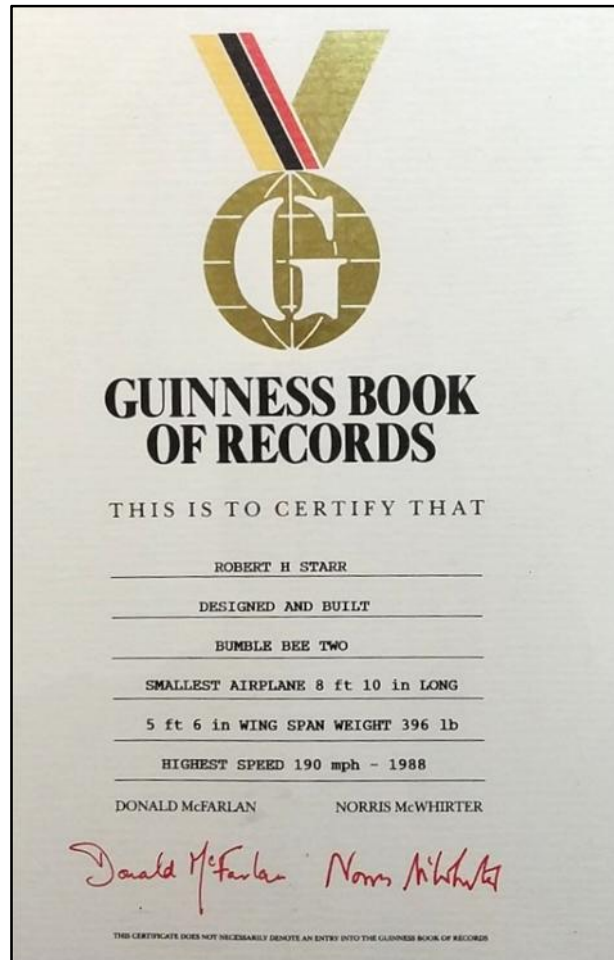 G
GUINNESS BOOK
OF RECORDS
THIS IS TO CERTIFY THAT
ROBERT H STARR
DESIGNED AND BUILT
BUMBLE BEE TWO
SMALLEST AIRPLANE 8 ft 10 in LONG
5 ft 6 in WING SPAN WEIGHT 396 lb
HIGHEST SPEED 190 mph - 1988
DONALD McFARLAN NORRIS McWHIRTER
Donald McFarlan Norris McWhirter
THIS CERTIFICATE DOES NOT NECESSARILY DENOTE AN ENTRY INTO THE GUINNESS BOOK OF RECORDS